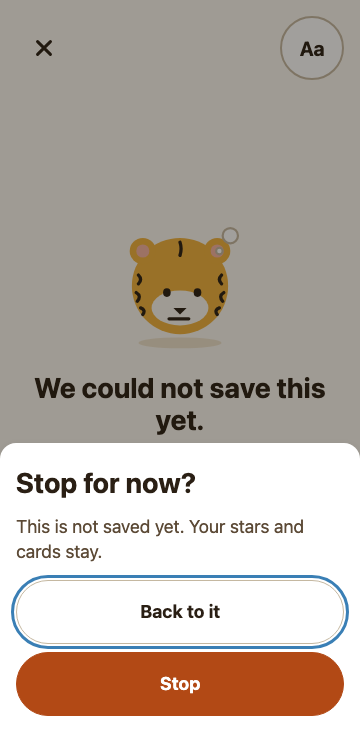 Aa
We could not save this
yet.
Stop for now?
This is not saved yet. Your stars and
cards stay.
Back to it
Stop